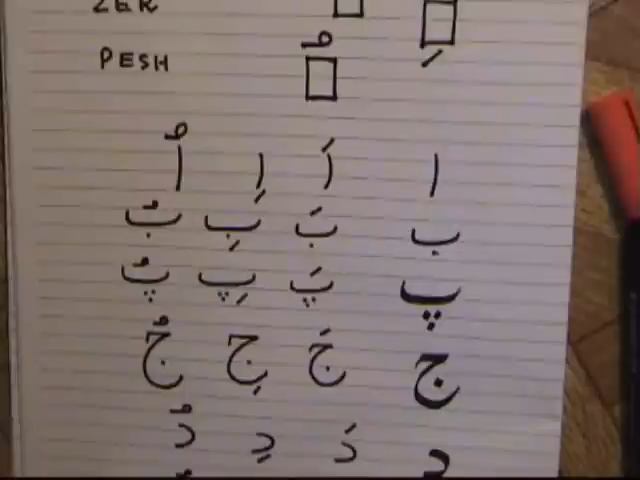 ZER
PESH
ا اَ اِ اُ
ب بَ بِ بُ
پ پَ پِ پُ
ج جَ جِ جُ
د دَ دِ دُ